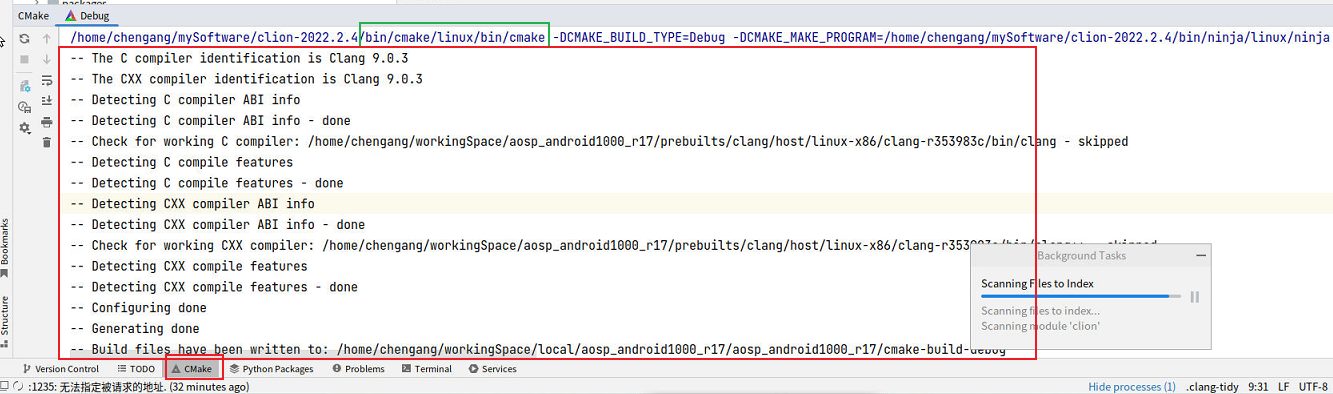 packages
CMake Debug
/home/chengang/mySoftware/clion-2022.2.4/bin/cmake/linux/bin/cmake -DCMAKE_BUILD_TYPE=Debug -DCMAKE_MAKE_PROGRAM=/home/chengang/mySoftware/clion-2022.2.4/bin/ninja/linux/ninja
-- The C compiler identification is Clang 9.0.3
-- The CXX compiler identification is Clang 9.0.3
-- Detecting C compiler ABI info
-- Detecting C compiler ABI info - done
-- Check for working C compiler: /home/chengang/workingSpace/aosp_android1000_r17/prebuilts/clang/host/linux-x86/clang-r353983c/bin/clang - skipped
-- Detecting C compile features
-- Detecting C compile features - done
-- Detecting CXX compiler ABI info
-- Detecting CXX compiler ABI info - done
-- Check for working CXX compiler: /home/chengang/workingSpace/aosp_android1000_r17/prebuilts/clang/host/linux-x86/clang-r353983c/bin/clang++ - skipped
-- Detecting CXX compile features
-- Detecting CXX compile features - done
-- Configuring done
-- Generating done
-- Build files have been written to: /home/chengang/workingSpace/local/aosp_android1000_r17/aosp_android1000_r17/cmake-build-debug
Background Tasks
Scanning Files to Index
Scanning files to index...
Scanning module 'clion'
Bookmarks
Structure
Version Control TODO CMake Python Packages Problems Terminal Services
:1235: 无法指定被请求的地址. (32 minutes ago) Hide processes (1) .clang-tidy 9:31 LF UTF-8